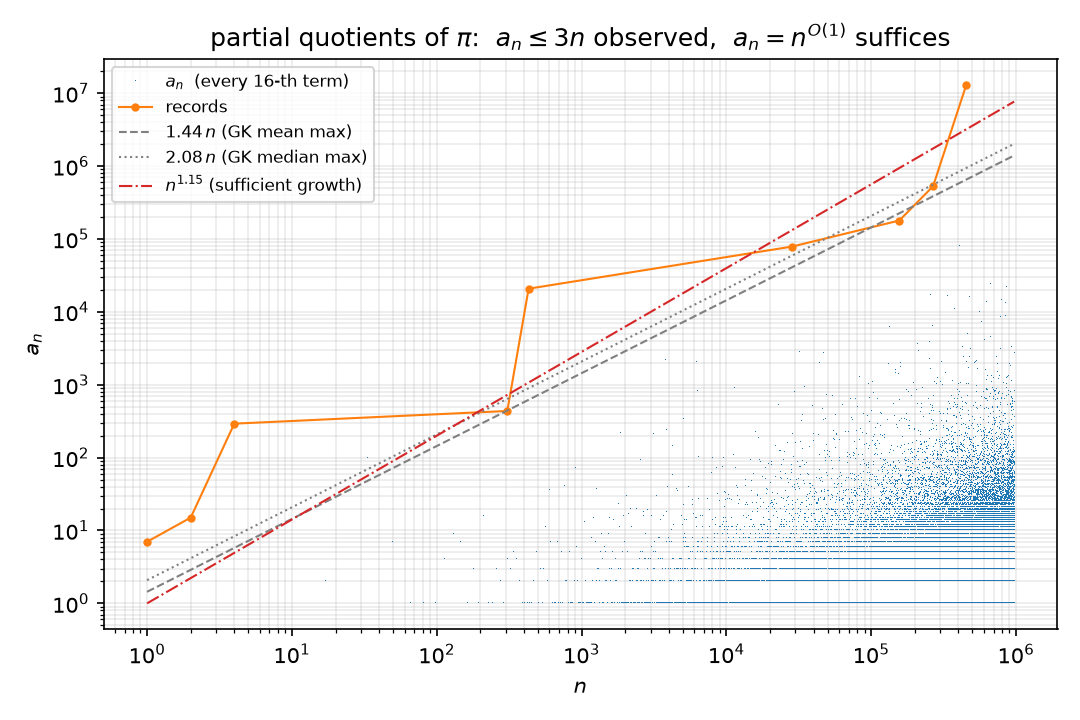 partial quotients of π: aₙ ≤ 3n observed, aₙ = n^{O(1)} suffices
aₙ (every 16-th term)
records
1.44 n (GK mean max)
2.08 n (GK median max)
n^{1.15} (sufficient growth)
aₙ
10⁷
10⁶
10⁵
10⁴
10³
10²
10¹
10⁰
10⁰ 10¹ 10² 10³ 10⁴ 10⁵ 10⁶
n